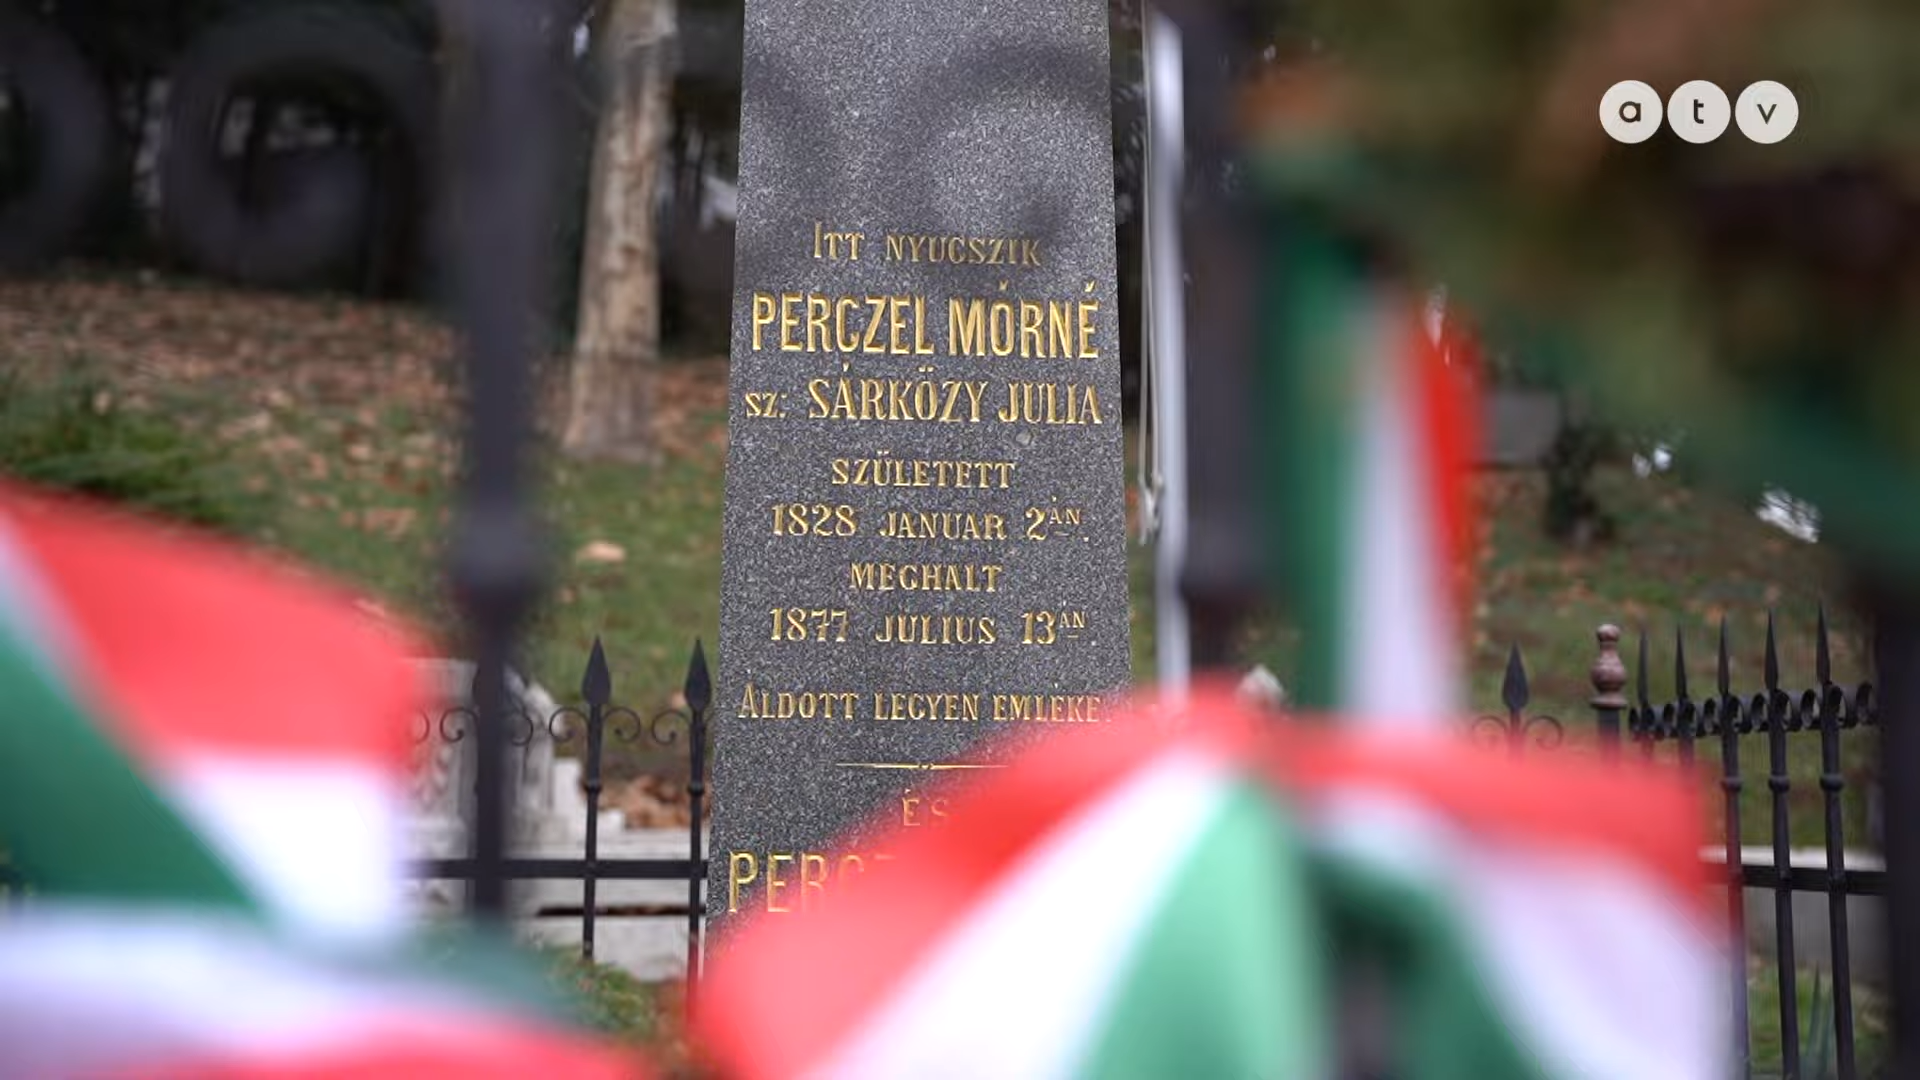 atv
ITT NYUGSZIK
PERCZEL MÓRNÉ
SZ: SÁRKÖZY JULIA
SZÜLETETT
1828 JANUAR 2ÁN.
MEGHALT
1877 JULIUS 13ÁN
ÁLDOTT LEGYEN EMLÉKE!
ÉS